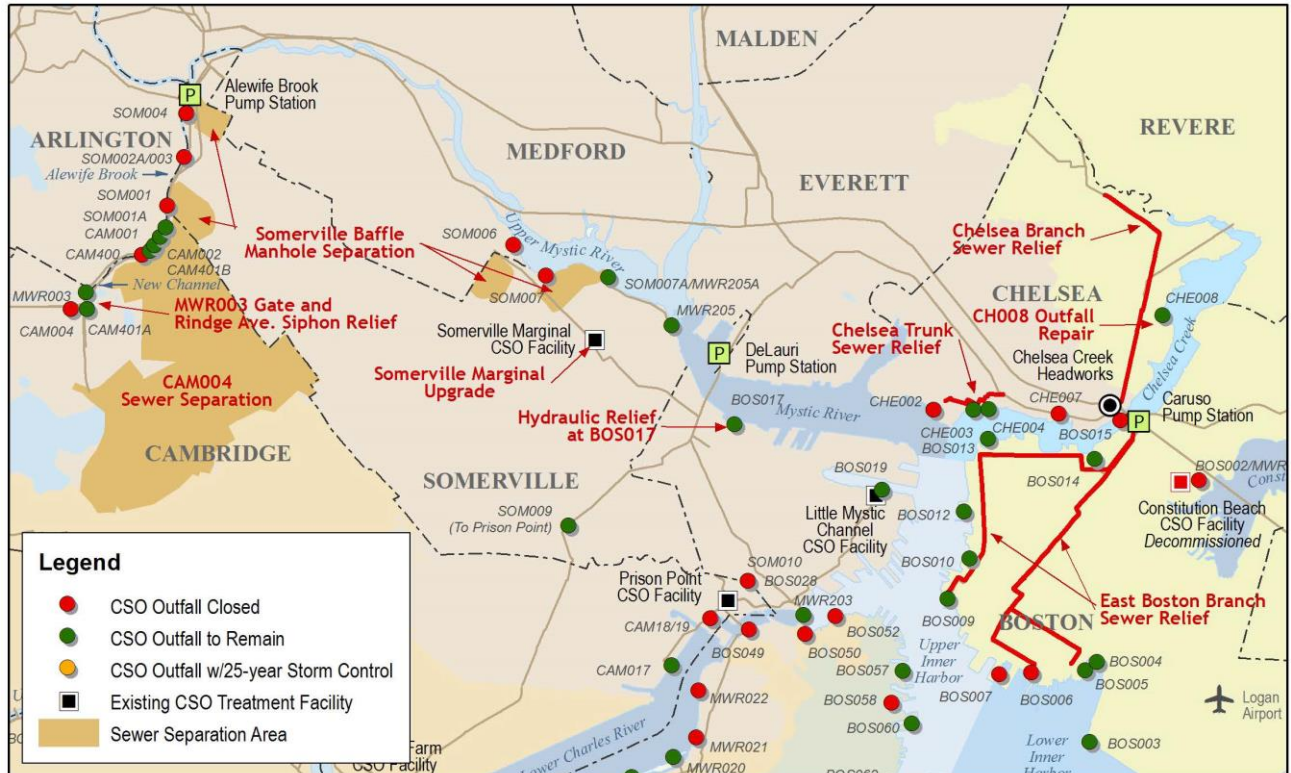 MALDEN
Alewife Brook
Pump Station
SOM004
REVERE
ARLINGTON
SOM002A/003
MEDFORD
Alewife Brook
EVERETT
SOM001
SOM001A
CAM001
CAM400
CAM002
CAM401B
New Channel
Somerville Baffle
Manhole Separation
SOM006
Upper Mystic River
Chelsea Branch
Sewer Relief
MWR003
CAM004
CAM401A
MWR003 Gate and
Rindge Ave. Siphon Relief
SOM007
SOM007A/MWR205A
MWR205
CHELSEA
CHE008
CH008 Outfall
Repair
Somerville Marginal
CSO Facility
DeLauri
Pump Station
Chelsea Trunk
Sewer Relief
Chelsea Creek
Headworks
Chelsea Creek
CAM004
Sewer Separation
Somerville Marginal
Upgrade
Caruso
Pump Station
BOS017
Mystic River
CHE002
CHE007
Hydraulic Relief
at BOS017
CHE003
CHE004
BOS013
BOS015
CAMBRIDGE
SOMERVILLE
BOS019
BOS014
BOS002/MWR
Const
SOM009
(To Prison Point)
Little Mystic
Channel
CSO Facility
BOS012
Constitution Beach
CSO Facility
Decommissioned
Legend
CSO Outfall Closed
CSO Outfall to Remain
CSO Outfall w/25-year Storm Control
Existing CSO Treatment Facility
Sewer Separation Area
SOM010
BOS028
BOS010
Prison Point
CSO Facility
MWR203
BOS009
East Boston Branch
Sewer Relief
BOSTON
CAM18/19
BOS049
BOS050
BOS052
Upper
Inner
Harbor
CAM017
BOS057
BOS004
BOS005
MWR022
BOS058
BOS007
BOS006
Logan
Airport
BOS060
MWR021
BOS003
Farm
CSO Facility
Lower Charles River
MWR020
Lower
Inner